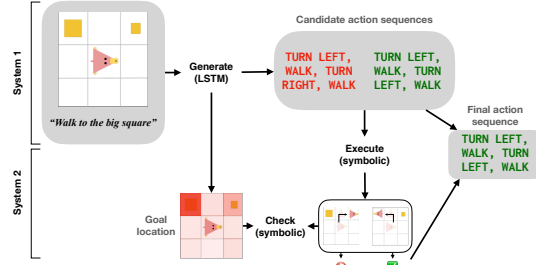 System 1
"Walk to the big square"
Generate
(LSTM)
Candidate action sequences
TURN LEFT,
WALK, TURN
RIGHT, WALK
TURN LEFT,
WALK, TURN
LEFT, WALK
Final action
sequence
TURN LEFT,
WALK, TURN
LEFT, WALK
Execute
(symbolic)
System 2
Goal
location
Check
(symbolic)